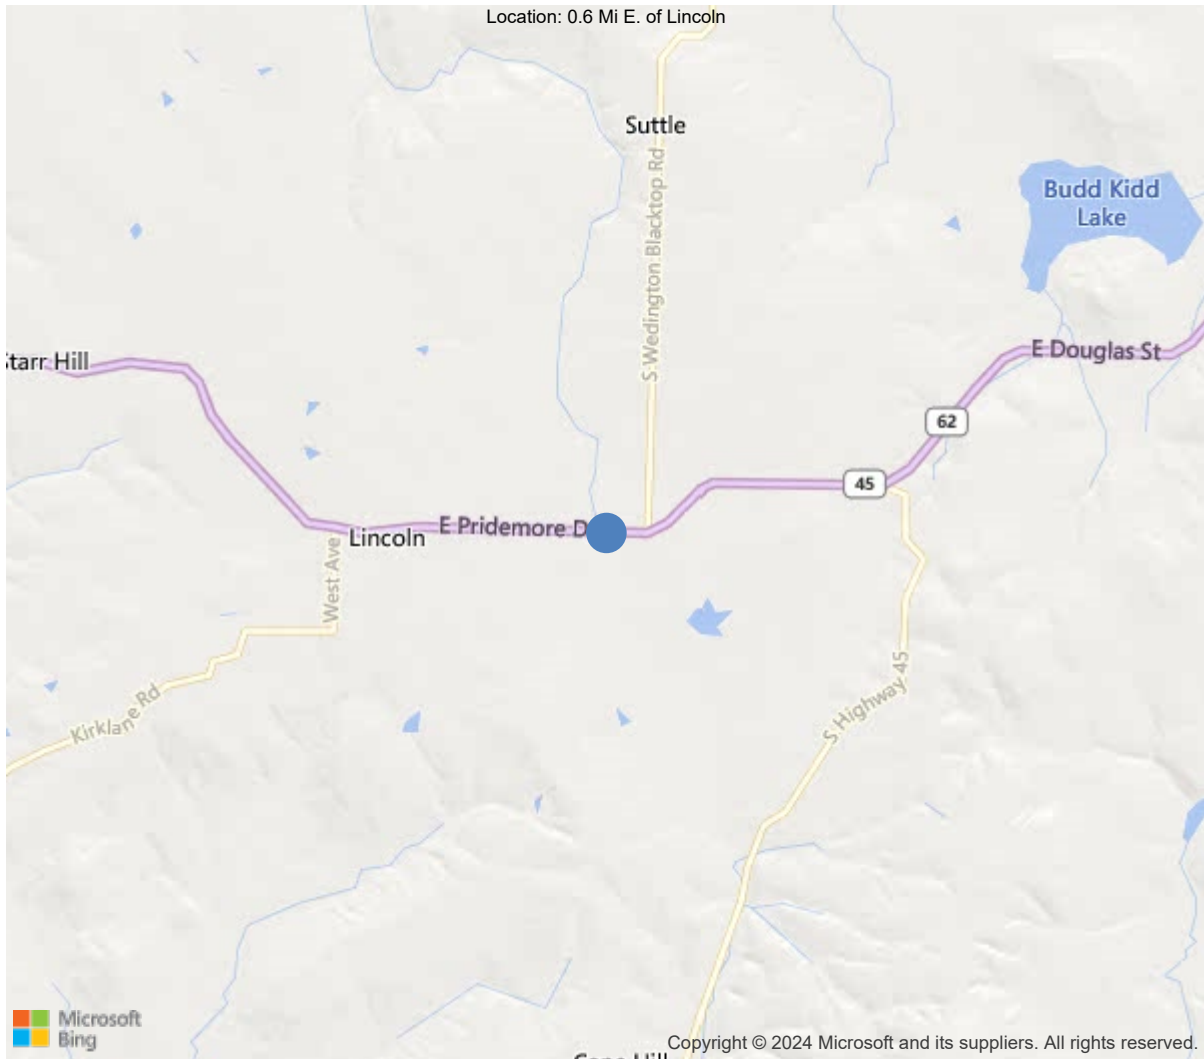 Location: 0.6 Mi E. of Lincoln
Suttle
Budd Kidd
Lake
S Wedington Blacktop Rd
Starr Hill
E Douglas St
62
45
E Pridemore D
Lincoln
West Ave
S Highway 45
Kirklane Rd
Microsoft
Bing
Copyright © 2024 Microsoft and its suppliers. All rights reserved.